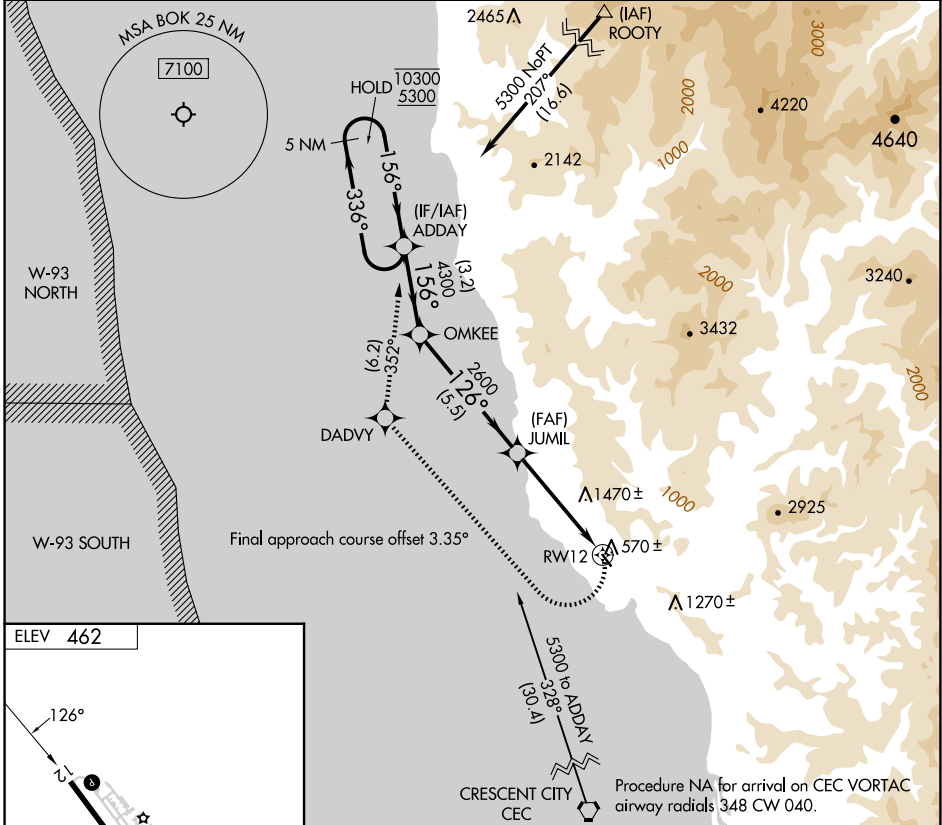 MSA BOK 25 NM
7100
HOLD
10300
5300
5 NM
156°
336°
(IF/IAF)
ADDAY
2465
(IAF)
ROOTY
5300 NoPT
207°
(16.6)
2142
3000
2000
1000
4220
4640
W-93
NORTH
(3.2)
4300
156°
OMKEE
(6.2)
352°
2600
126°
(5.5)
DADVY
(FAF)
JUMIL
2000
3432
3240
2000
1470 ±
1000
2925
W-93 SOUTH
Final approach course offset 3.35°
RW12
570 ±
1270 ±
5300 to ADDAY
328°
(30.4)
CRESCENT CITY
CEC
Procedure NA for arrival on CEC VORTAC
airway radials 348 CW 040.
ELEV 462
126°
12
P